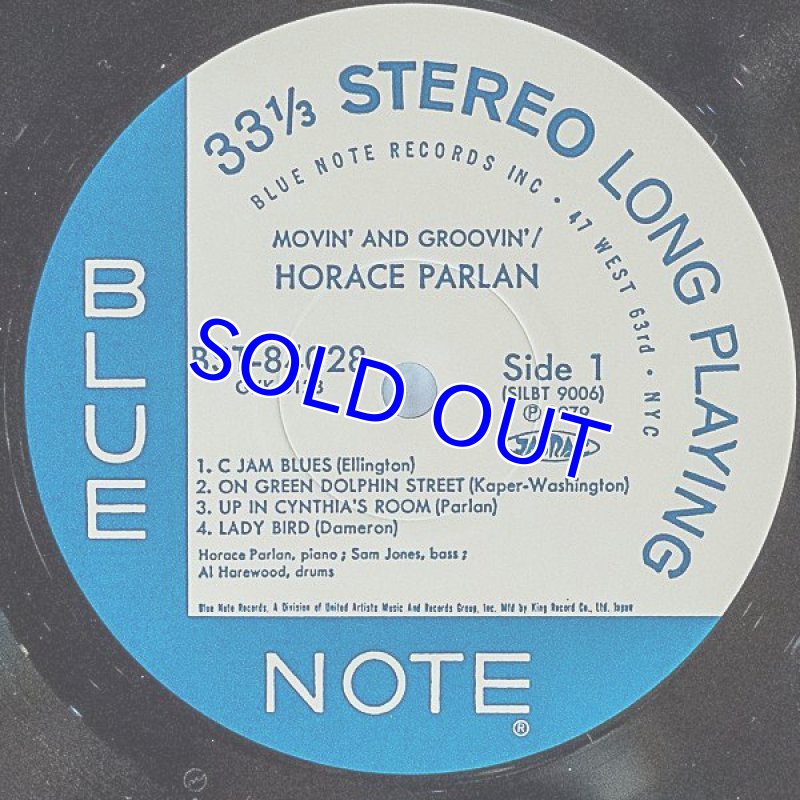 33⅓ STEREO LONG PLAYING
BLUE NOTE RECORDS INC • 47 WEST 63rd • NYC
MOVIN' AND GROOVIN'/
HORACE PARLAN
BST-84028
Side 1
(SILBT 9006)
SOLD OUT
1. C JAM BLUES (Ellington)
2. ON GREEN DOLPHIN STREET (Kaper-Washington)
3. UP IN CYNTHIA'S ROOM (Parlan)
4. LADY BIRD (Dameron)
Horace Parlan, piano ; Sam Jones, bass ;
Al Harewood, drums
Blue Note Records, A Division of United Artists Music And Records Group, Inc. Mfd by King Record Co., Ltd. Japan
BLUE
NOTE
®